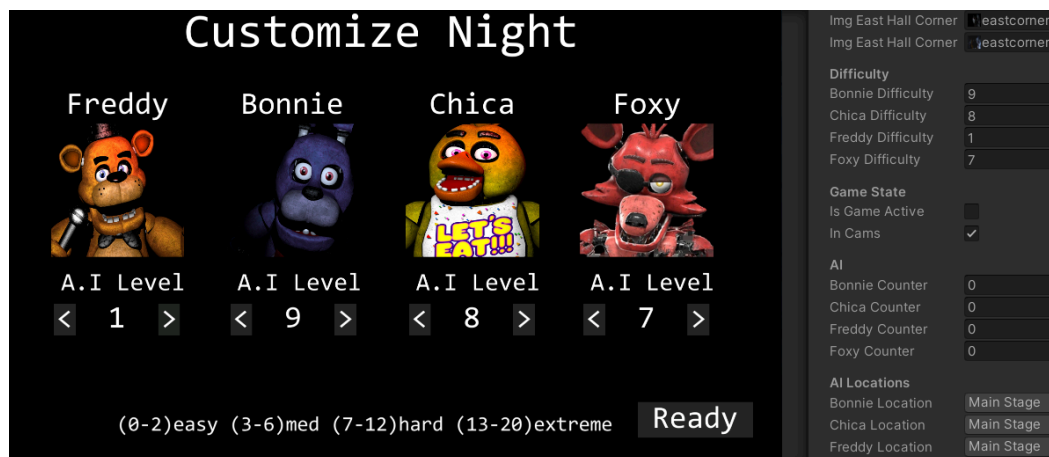 Customize Night
Freddy Bonnie Chica Foxy
LET'S
EAT!!!
A.I Level A.I Level A.I Level A.I Level
< 1 > < 9 > < 8 > < 7 >
(0-2)easy (3-6)med (7-12)hard (13-20)extreme Ready
Img East Hall Corner eastcorner
Img East Hall Corner eastcorner
Difficulty
Bonnie Difficulty 9
Chica Difficulty 8
Freddy Difficulty 1
Foxy Difficulty 7
Game State
Is Game Active
In Cams
AI
Bonnie Counter 0
Chica Counter 0
Freddy Counter 0
Foxy Counter 0
AI Locations
Bonnie Location Main Stage
Chica Location Main Stage
Freddy Location Main Stage